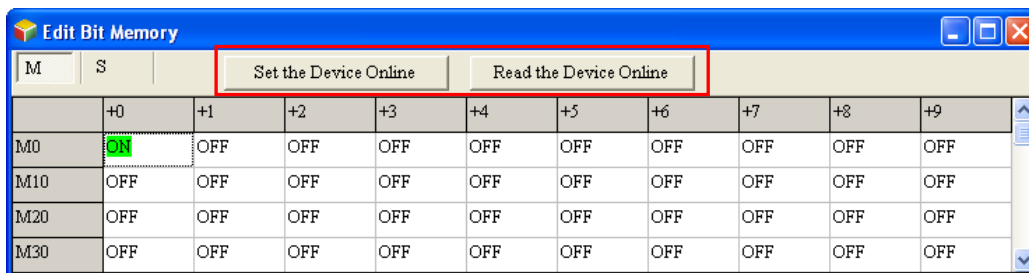 Edit Bit Memory
M S Set the Device Online Read the Device Online
+0 +1 +2 +3 +4 +5 +6 +7 +8 +9
M0 ON OFF OFF OFF OFF OFF OFF OFF OFF OFF
M10 OFF OFF OFF OFF OFF OFF OFF OFF OFF OFF
M20 OFF OFF OFF OFF OFF OFF OFF OFF OFF OFF
M30 OFF OFF OFF OFF OFF OFF OFF OFF OFF OFF